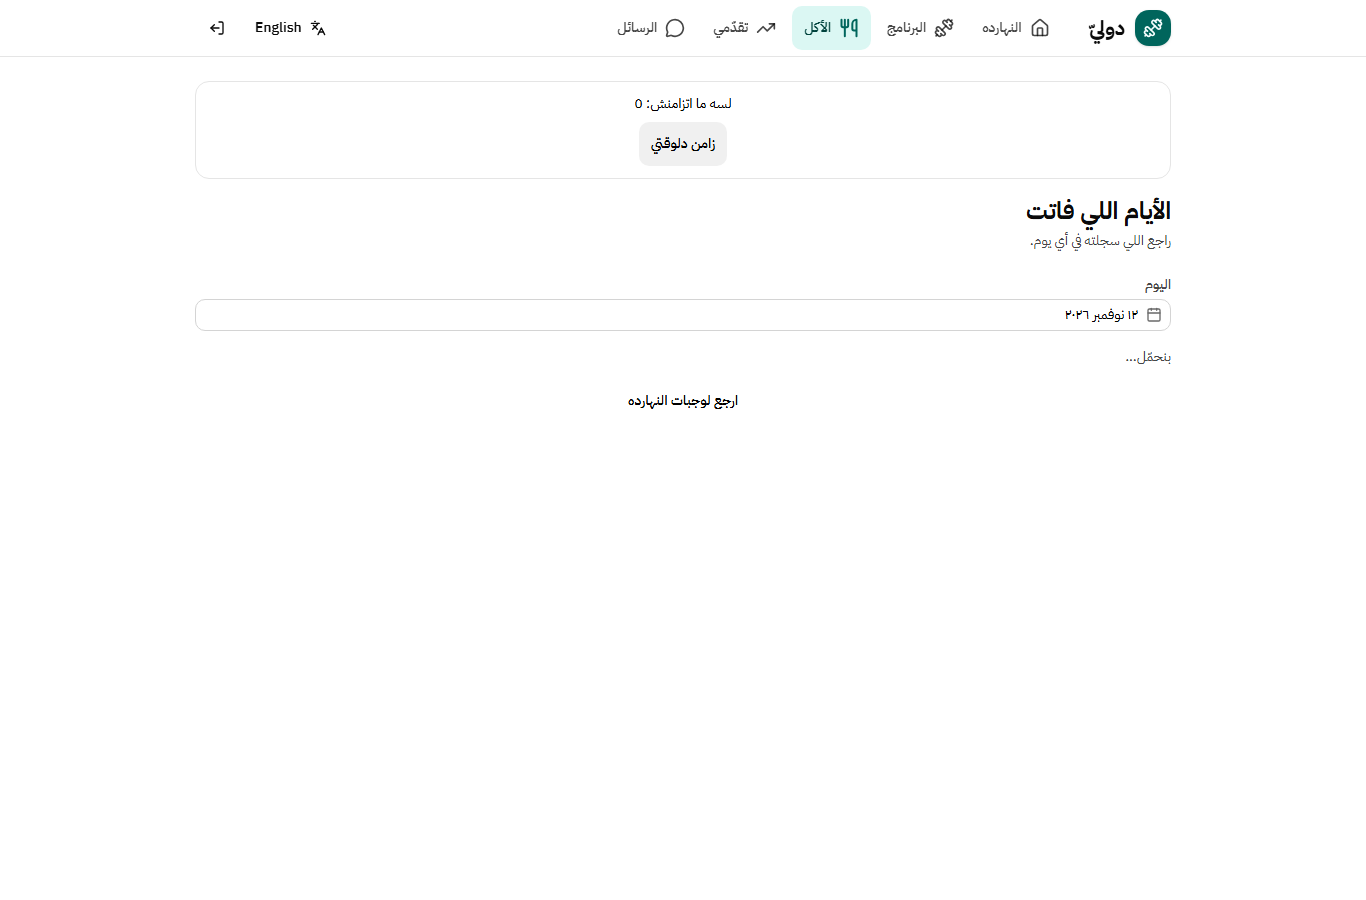 دوليّ
النهارده
البرنامج
الأكل
تقدّمي
الرسائل
English
لسه ما اتزامنش: 0
زامن دلوقتي
الأيام اللي فاتت
راجع اللي سجلته في أي يوم.
اليوم
١٢ نوفمبر ٢٠٢٦
بنحمّل...
ارجع لوجبات النهارده